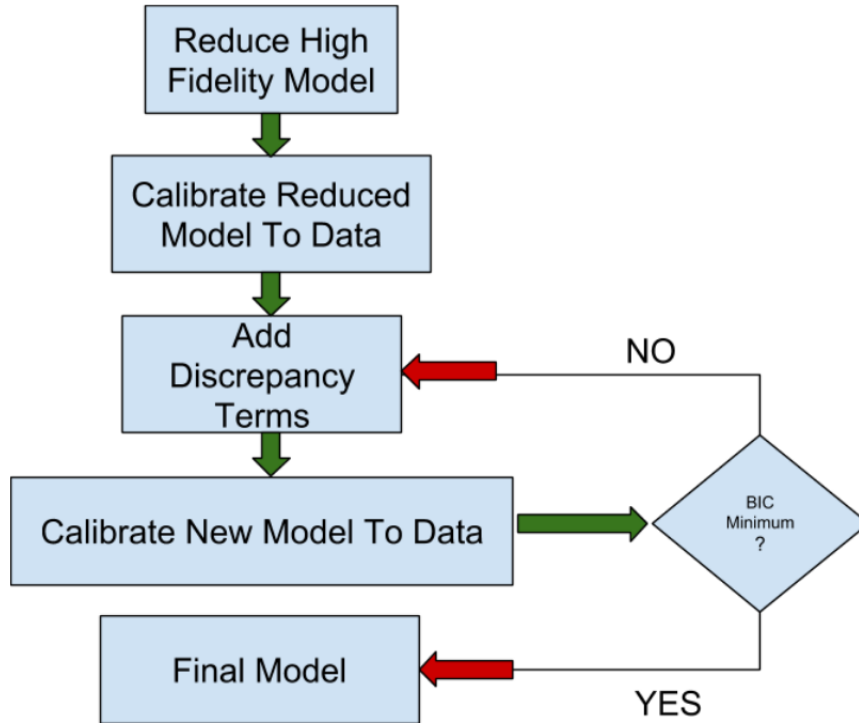 Reduce High
Fidelity Model
Calibrate Reduced
Model To Data
Add
Discrepancy
Terms
NO
Calibrate New Model To Data
BIC
Minimum
?
Final Model
YES